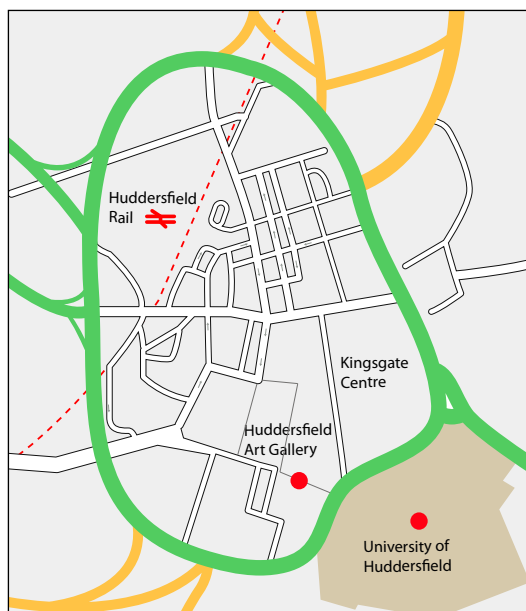 Huddersfield
Rail
Kingsgate
Centre
Huddersfield
Art Gallery
University of
Huddersfield